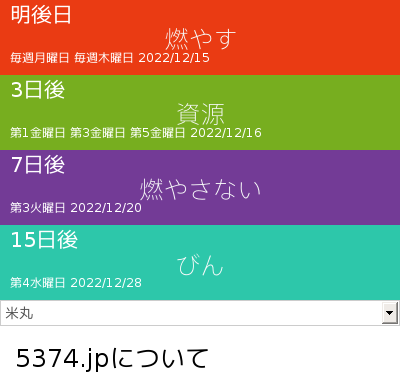 明後日
燃やす
毎週月曜日 毎週木曜日 2022/12/15
3日後
資源
第1金曜日 第3金曜日 第5金曜日 2022/12/16
7日後
燃やさない
第3火曜日 2022/12/20
15日後
びん
第4水曜日 2022/12/28
米丸
5374.jpについて